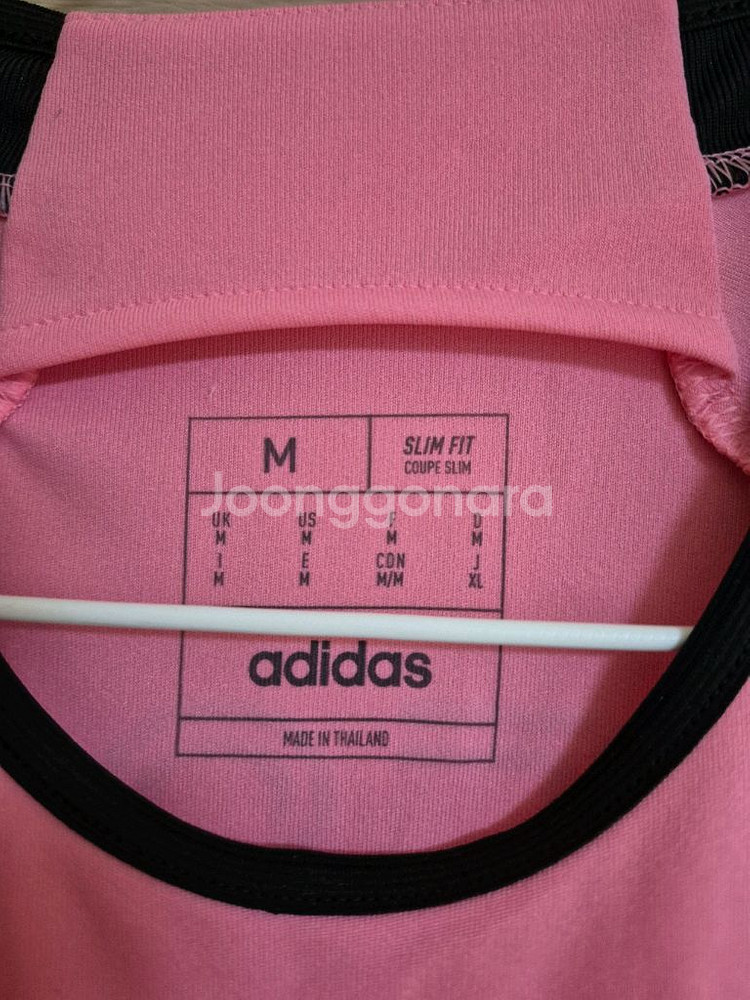 M
SLIM FIT
COUPE SLIM
Joonggonara
UK US F D
M M M M
I E CDN J
M M M/M XL
adidas
MADE IN THAILAND